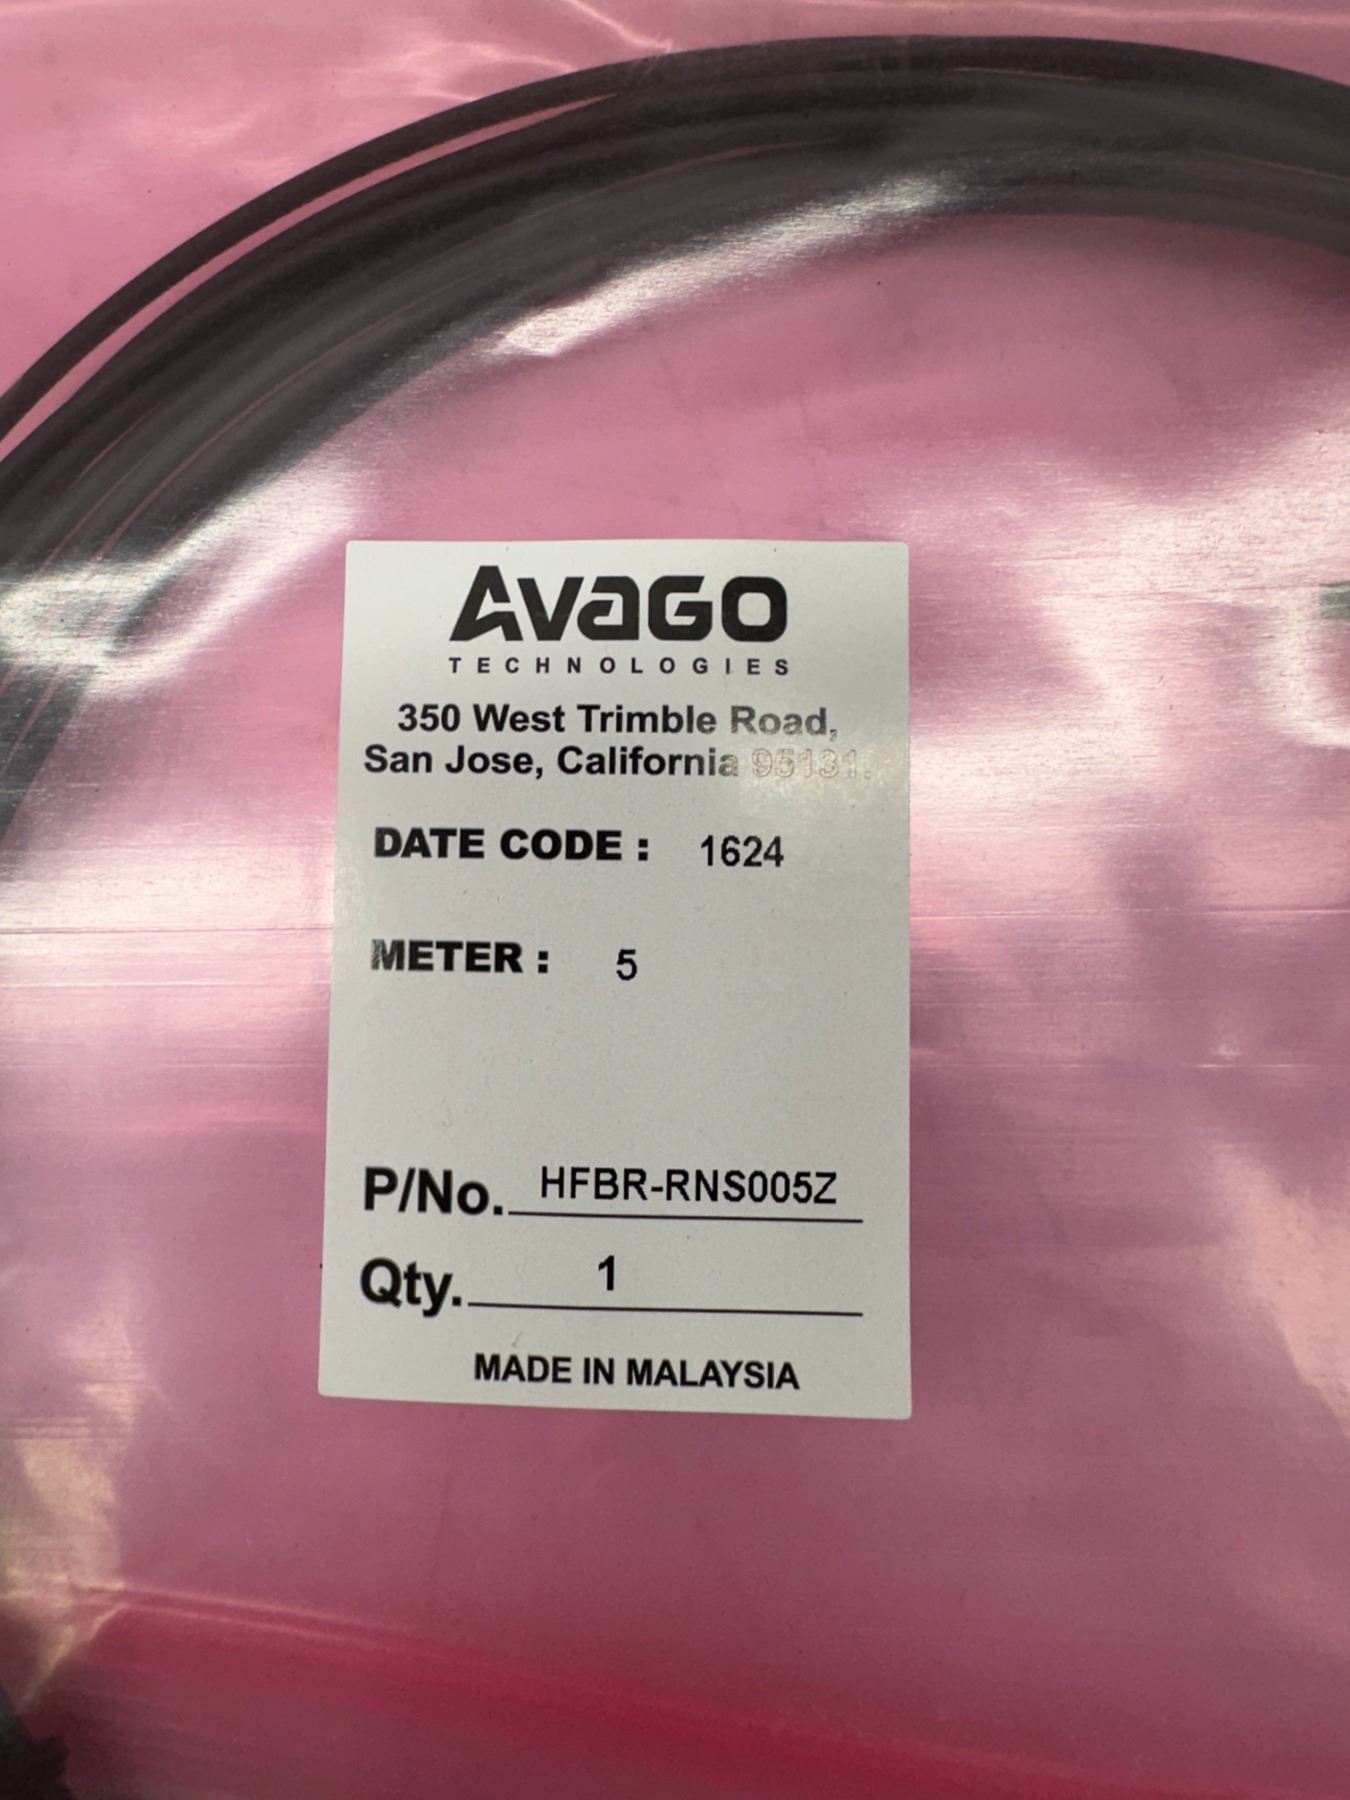 AVAGO
TECHNOLOGIES
350 West Trimble Road,
San Jose, California 95131.
DATE CODE : 1624
METER : 5
P/No. HFBR-RNS005Z
Qty. 1
MADE IN MALAYSIA